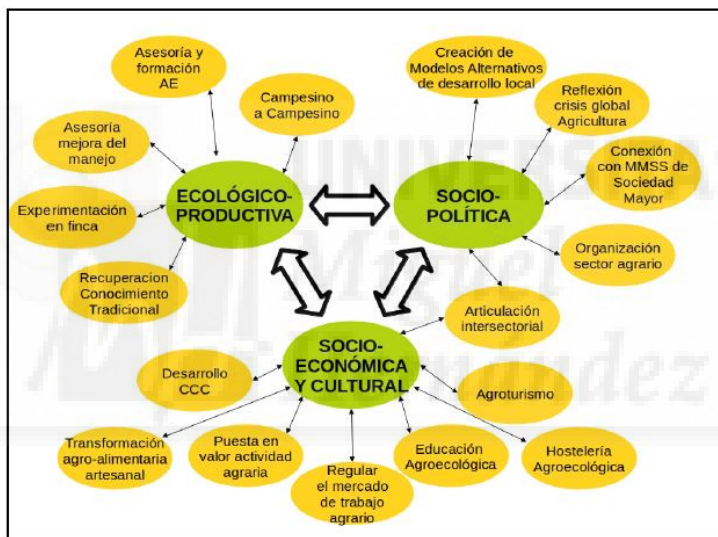 Asesoría y
formación
AE
Campesino
a Campesino
Asesoría
mejora del
manejo
Experimentación
en finca
Recuperacion
Conocimiento
Tradicional
ECOLÓGICO-
PRODUCTIVA
Creación de
Modelos Alternativos
de desarrollo local
Reflexión
crisis global
Agricultura
Conexión
con MMSS de
Sociedad
Mayor
Organización
sector agrario
Articulación
intersectorial
SOCIO-
POLÍTICA
SOCIO-
ECONÓMICA
Y CULTURAL
Desarrollo
CCC
Transformación
agro-alimentaria
artesanal
Puesta en
valor actividad
agraria
Regular
el mercado
de trabajo
agrario
Educación
Agroecológica
Agroturismo
Hostelería
Agroecológica
UNIVERSITAS
Miguel
Hernández